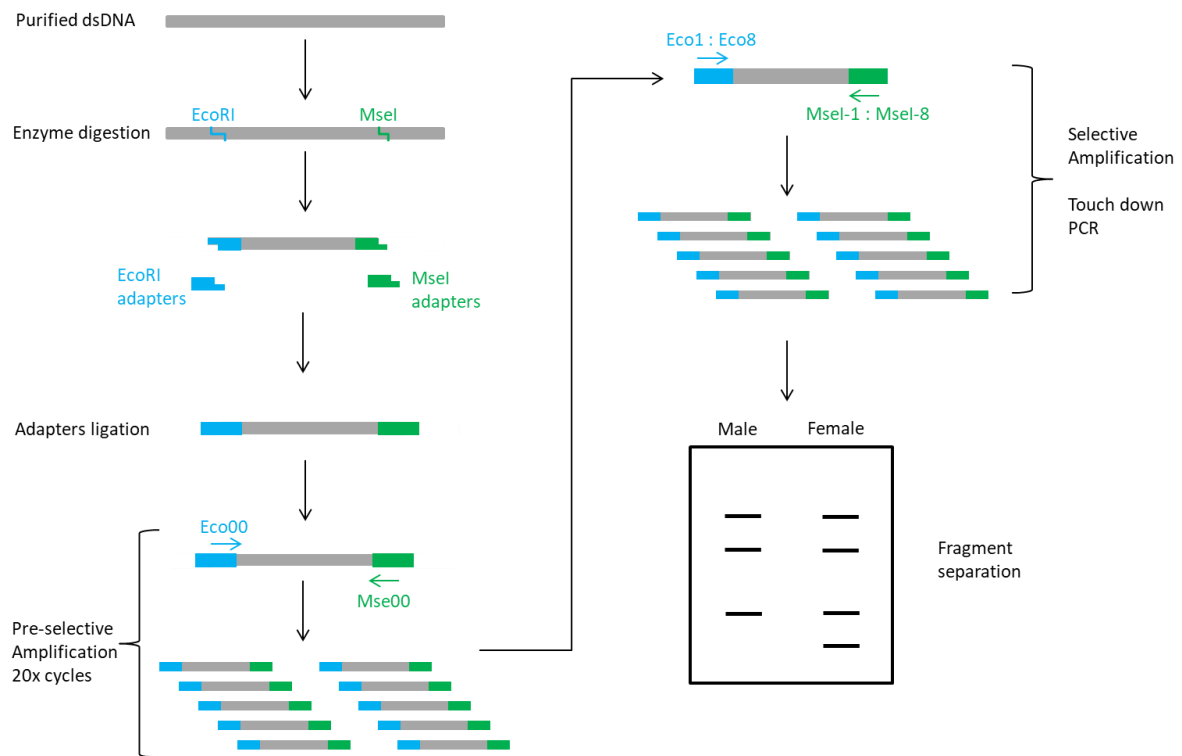 Purified dsDNA
EcoRI
MseI
Enzyme digestion
EcoRI
adapters
MseI
adapters
Adapters ligation
Eco00
Mse00
Pre-selective
Amplification
20x cycles
Eco1 : Eco8
MseI-1 : MseI-8
Selective
Amplification
Touch down
PCR
Male
Female
Fragment
separation